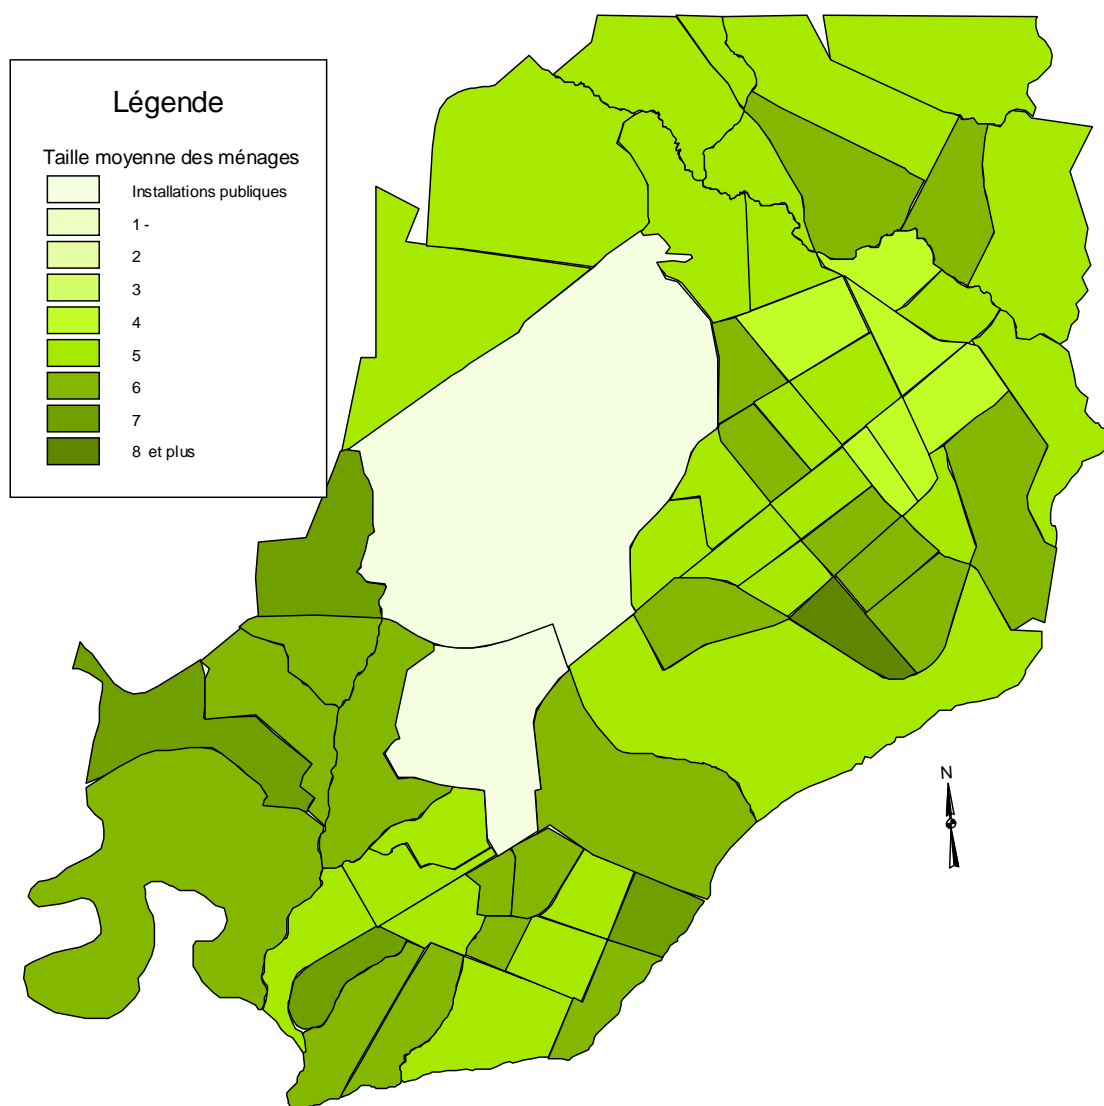 Légende
Taille moyenne des ménages
Installations publiques
1 -
2
3
4
5
6
7
8 et plus
N